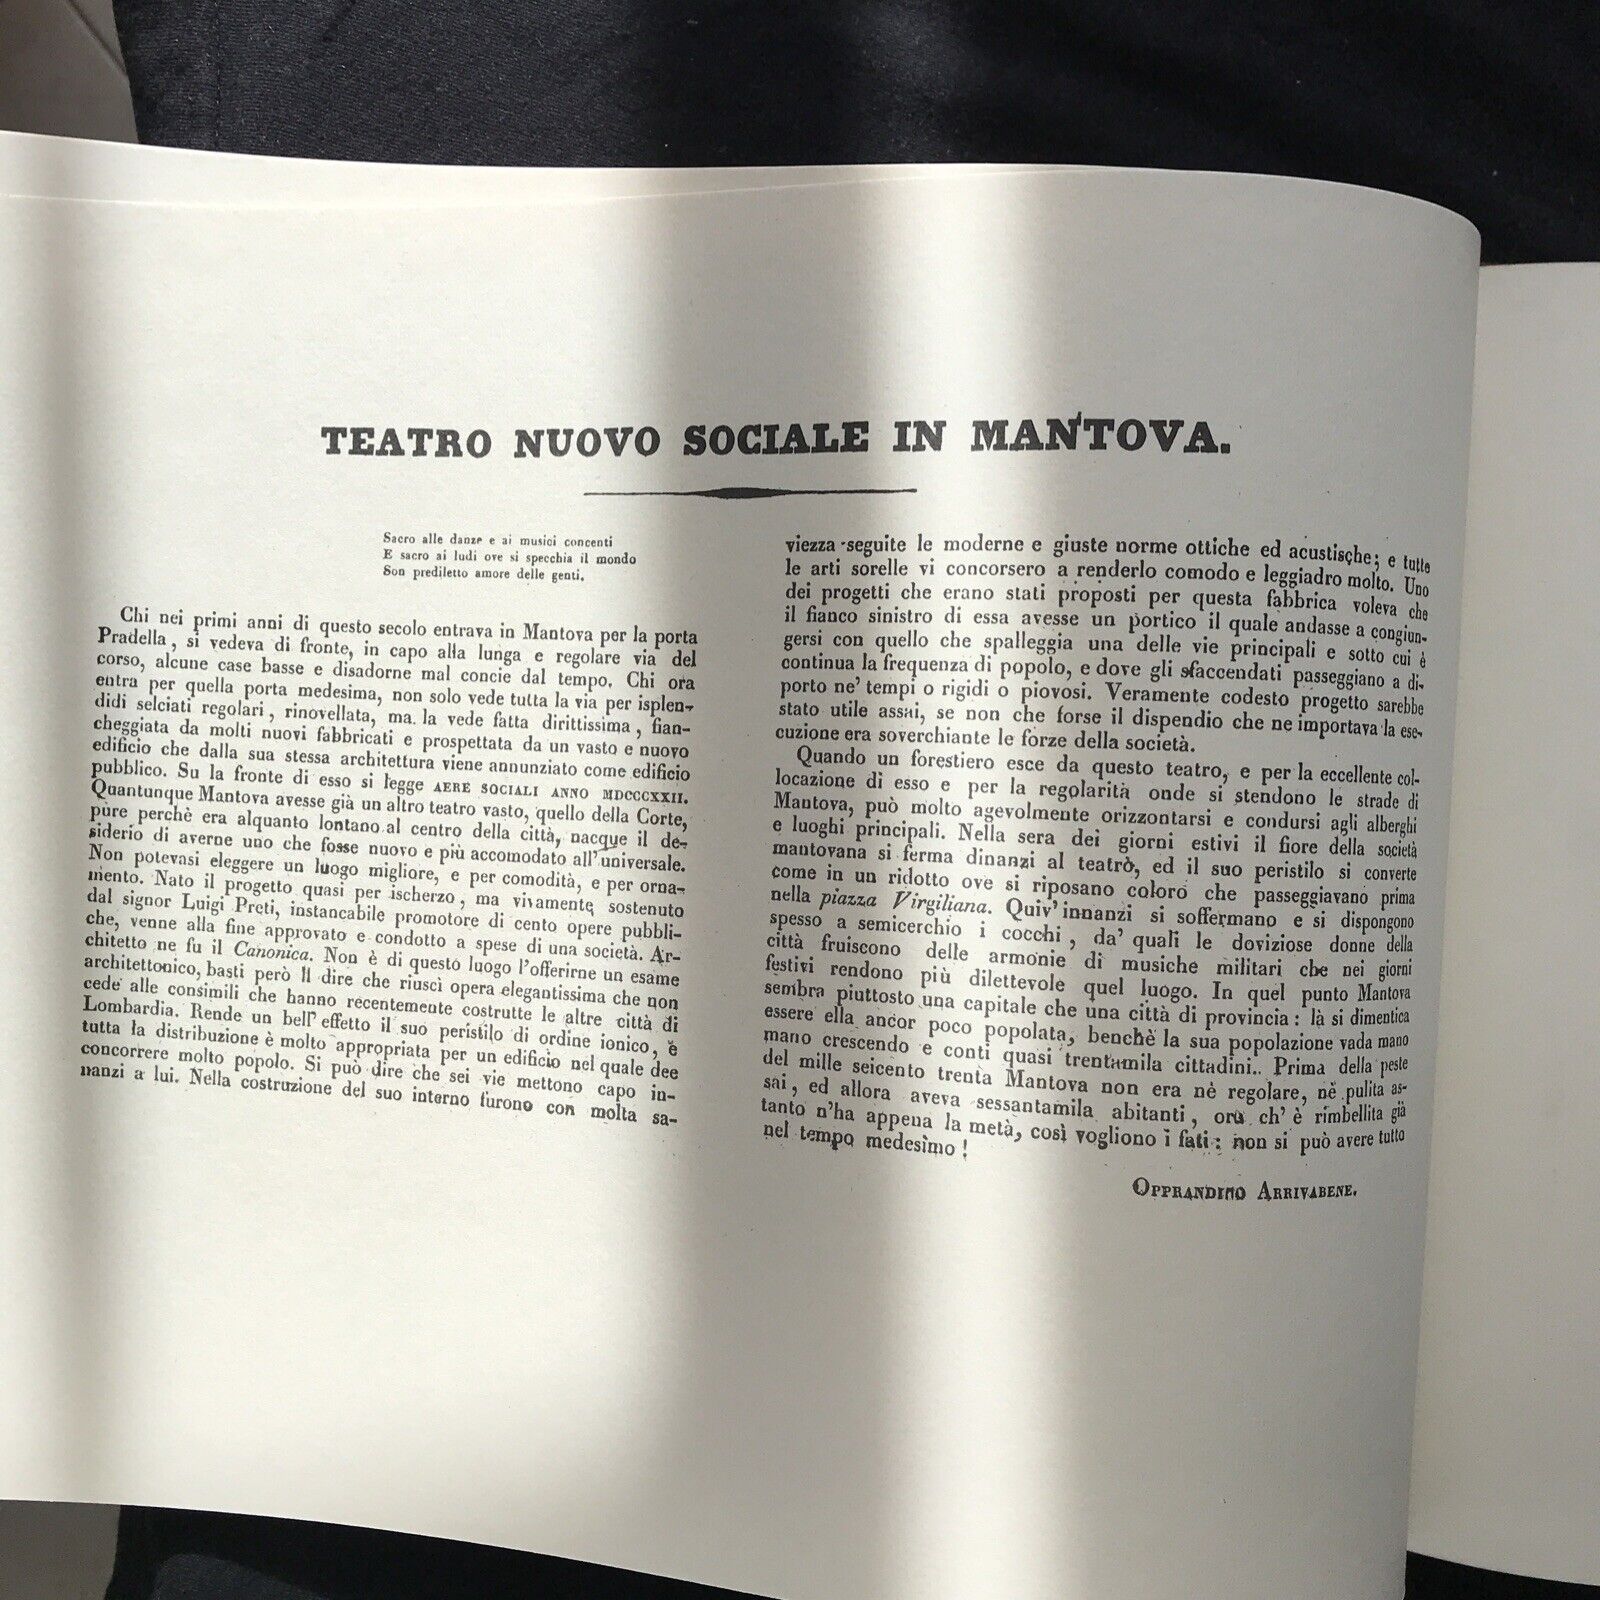 TEATRO NUOVO SOCIALE IN MANTOVA.
Sacro alle danze e ai musici concenti
E sacro ai ludi ove si specchia il mondo
Son prediletto amore delle genti.
Chi nei primi anni di questo secolo entrava in Mantova per la porta
Pradella, si vedeva di fronte, in capo alla lunga e regolare via del
corso, alcune case basse e disadorne mal concie dal tempo. Chi ora
entra per quella porta medesima, non solo vede tutta la via per isplen-
didi selciati regolari, rinovellata, ma la vede fatta dirittissima, fian-
cheggiata da molti nuovi fabbricati e prospettata da un vasto e nuovo
edificio che dalla sua stessa architettura viene annunziato come edificio
pubblico. Su la fronte di esso si legge AERE SOCIALI ANNO MDCCCXXII.
Quantunque Mantova avesse già un altro teatro vasto, quello della Corte,
pure perchè era alquanto lontano al centro della città, nacque il de-
siderio di averne uno che fosse nuovo e più accomodato all'universale.
Non potevasi eleggere un luogo migliore, e per comodità, e per orna-
mento. Nato il progetto quasi per ischerzo, ma vivamente sostenuto
dal signor Luigi Preti, instancabile promotore di cento opere pubbli-
che, venne alla fine approvato e condotto a spese di una società. Ar-
chitetto ne fu il Canonica. Non è di questo luogo l'offerirne un esame
architettonico, basti però il dire che riuscì opera elegantissima che non
cede alle consimili che hanno recentemente costrutte le altre città di
Lombardia. Rende un bell' effetto il suo peristilo di ordine ionico, e
tutta la distribuzione è molto appropriata per un edificio nel quale dee
concorrere molto popolo. Si può dire che sei vie mettono capo in-
nanzi a lui. Nella costruzione del suo interno furono con molta sa-
viezza seguite le moderne e giuste norme ottiche ed acustische; e tutte
le arti sorelle vi concorsero a renderlo comodo e leggiadro molto. Uno
dei progetti che erano stati proposti per questa fabbrica voleva che
il fianco sinistro di essa avesse un portico il quale andasse a congiun-
gersi con quello che spalleggia una delle vie principali e sotto cui è
continua la frequenza di popolo, e dove gli sfaccendati passeggiano a di-
porto ne' tempi o rigidi o piovosi. Veramente codesto progetto sarebbe
stato utile assai, se non che forse il dispendio che ne importava la ese-
cuzione era soverchiante le forze della società.
Quando un forestiero esce da questo teatro, e per la eccellente col-
locazione di esso e per la regolarità onde si stendono le strade di
Mantova, può molto agevolmente orizzontarsi e condursi agli alberghi
e luoghi principali. Nella sera dei giorni estivi il fiore della società
mantovana si ferma dinanzi al teatro, ed il suo peristilo si converte
come in un ridotto ove si riposano coloro che passeggiavano prima
nella piazza Virgiliana. Quiv' innanzi si soffermano e si dispongono
spesso a semicerchio i cocchi, da' quali le doviziose donne della
città fruiscono delle armonie di musiche militari che nei giorni
festivi rendono più dilettevole quel luogo. In quel punto Mantova
sembra piuttosto una capitale che una città di provincia: là si dimentica
essere ella ancor poco popolata, benchè la sua popolazione vada mano
mano crescendo e conti quasi trentamila cittadini.. Prima della peste
del mille seicento trenta Mantova non era nè regolare, nè pulita as-
sai, ed allora aveva sessantamila abitanti, ora ch' è rimbellita già
tanto n'ha appena la metà, così vogliono i fati: non si può avere tutto
nel tempo medesimo!
OPPRANDINO ARRIVABENE.